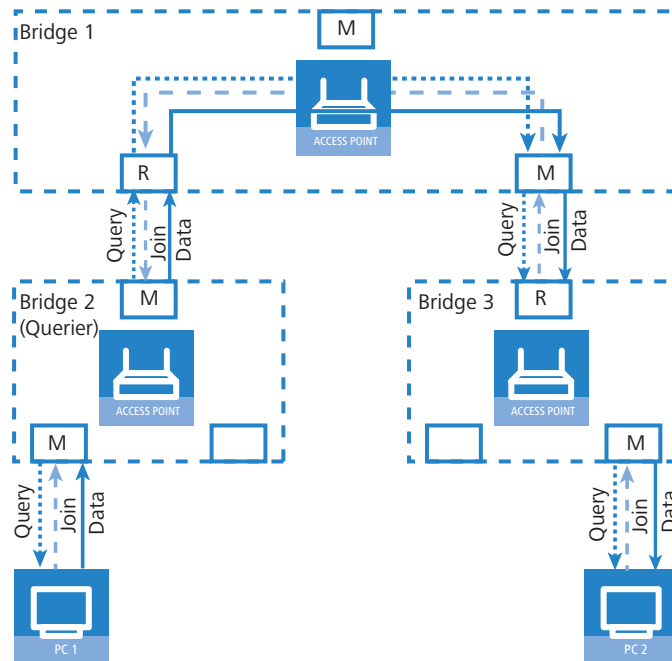 Bridge 1
M
ACCESS POINT
R
M
Query
Join
Data
Query
Join
Data
Bridge 2
(Querier)
M
Bridge 3
R
ACCESS POINT
ACCESS POINT
M
M
Query
Join
Data
Query
Join
Data
PC 1
PC 2